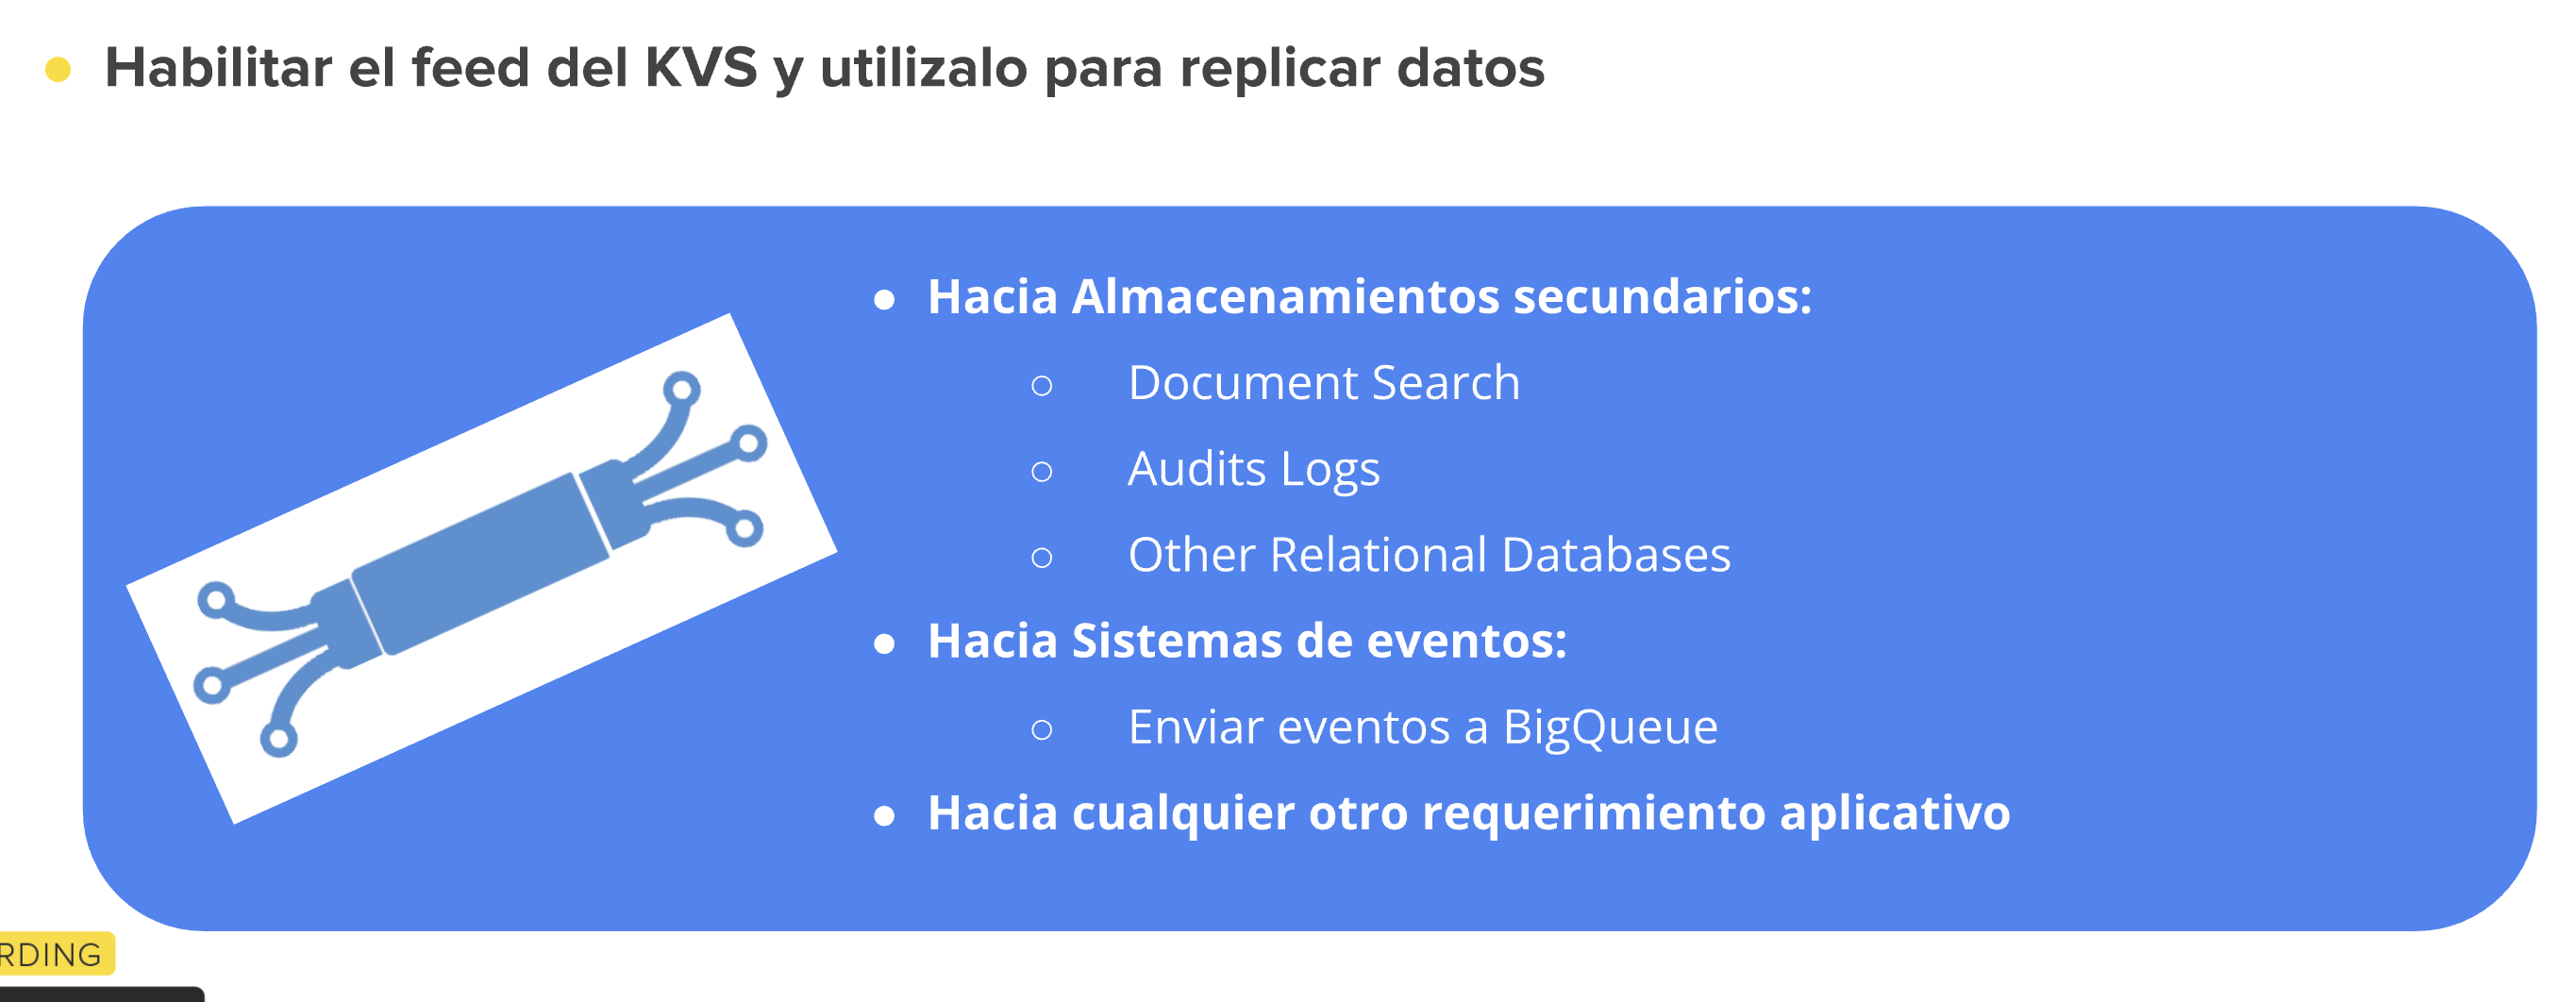 ● Habilitar el feed del KVS y utilizalo para replicar datos
● Hacia Almacenamientos secundarios:
○ Document Search
○ Audits Logs
○ Other Relational Databases
● Hacia Sistemas de eventos:
○ Enviar eventos a BigQueue
● Hacia cualquier otro requerimiento aplicativo
RDING